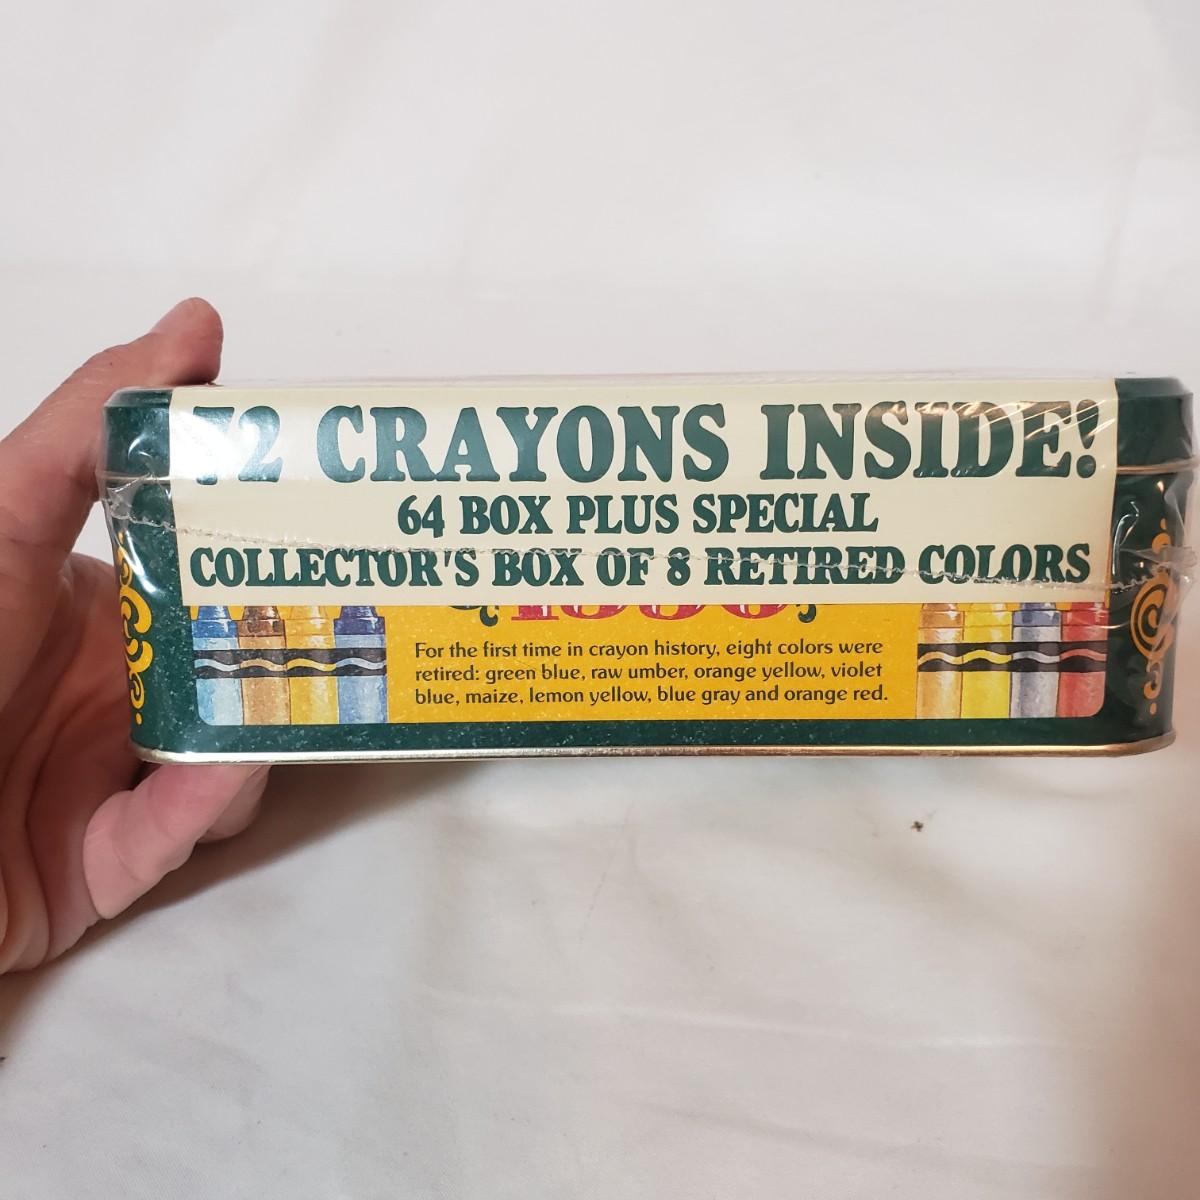 72 CRAYONS INSIDE!
64 BOX PLUS SPECIAL
COLLECTOR'S BOX OF 8 RETIRED COLORS
For the first time in crayon history, eight colors were
retired: green blue, raw umber, orange yellow, violet
blue, maize, lemon yellow, blue gray and orange red.